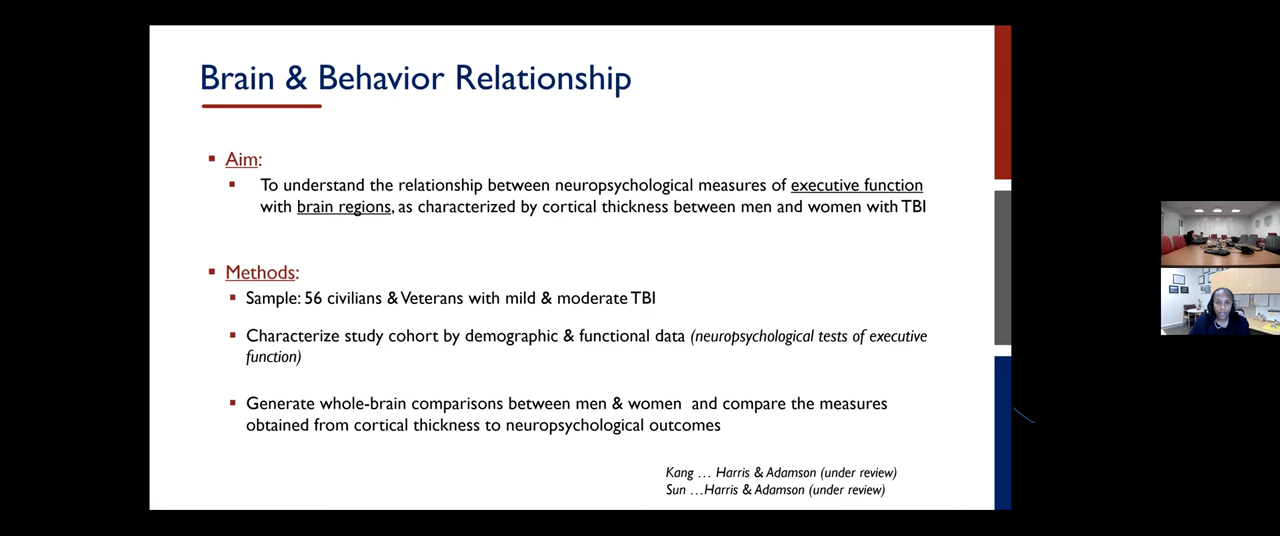 Brain & Behavior Relationship
▪ Aim:
▪ To understand the relationship between neuropsychological measures of executive function
with brain regions, as characterized by cortical thickness between men and women with TBI
▪ Methods:
▪ Sample: 56 civilians & Veterans with mild & moderate TBI
▪ Characterize study cohort by demographic & functional data (neuropsychological tests of executive
function)
▪ Generate whole-brain comparisons between men & women and compare the measures
obtained from cortical thickness to neuropsychological outcomes
Kang … Harris & Adamson (under review)
Sun …Harris & Adamson (under review)